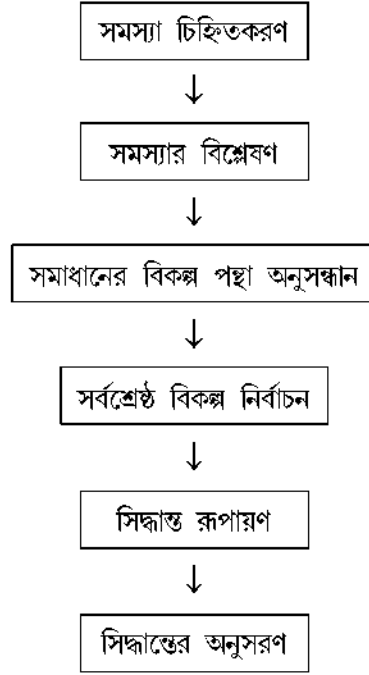 সমস্যা চিহ্নিতকরণ
সমস্যার বিশ্লেষণ
সমাধানের বিকল্প পন্থা অনুসন্ধান
সর্বশ্রেষ্ঠ বিকল্প নির্বাচন
সিদ্ধান্ত রূপায়ণ
সিদ্ধান্তের অনুসরণ